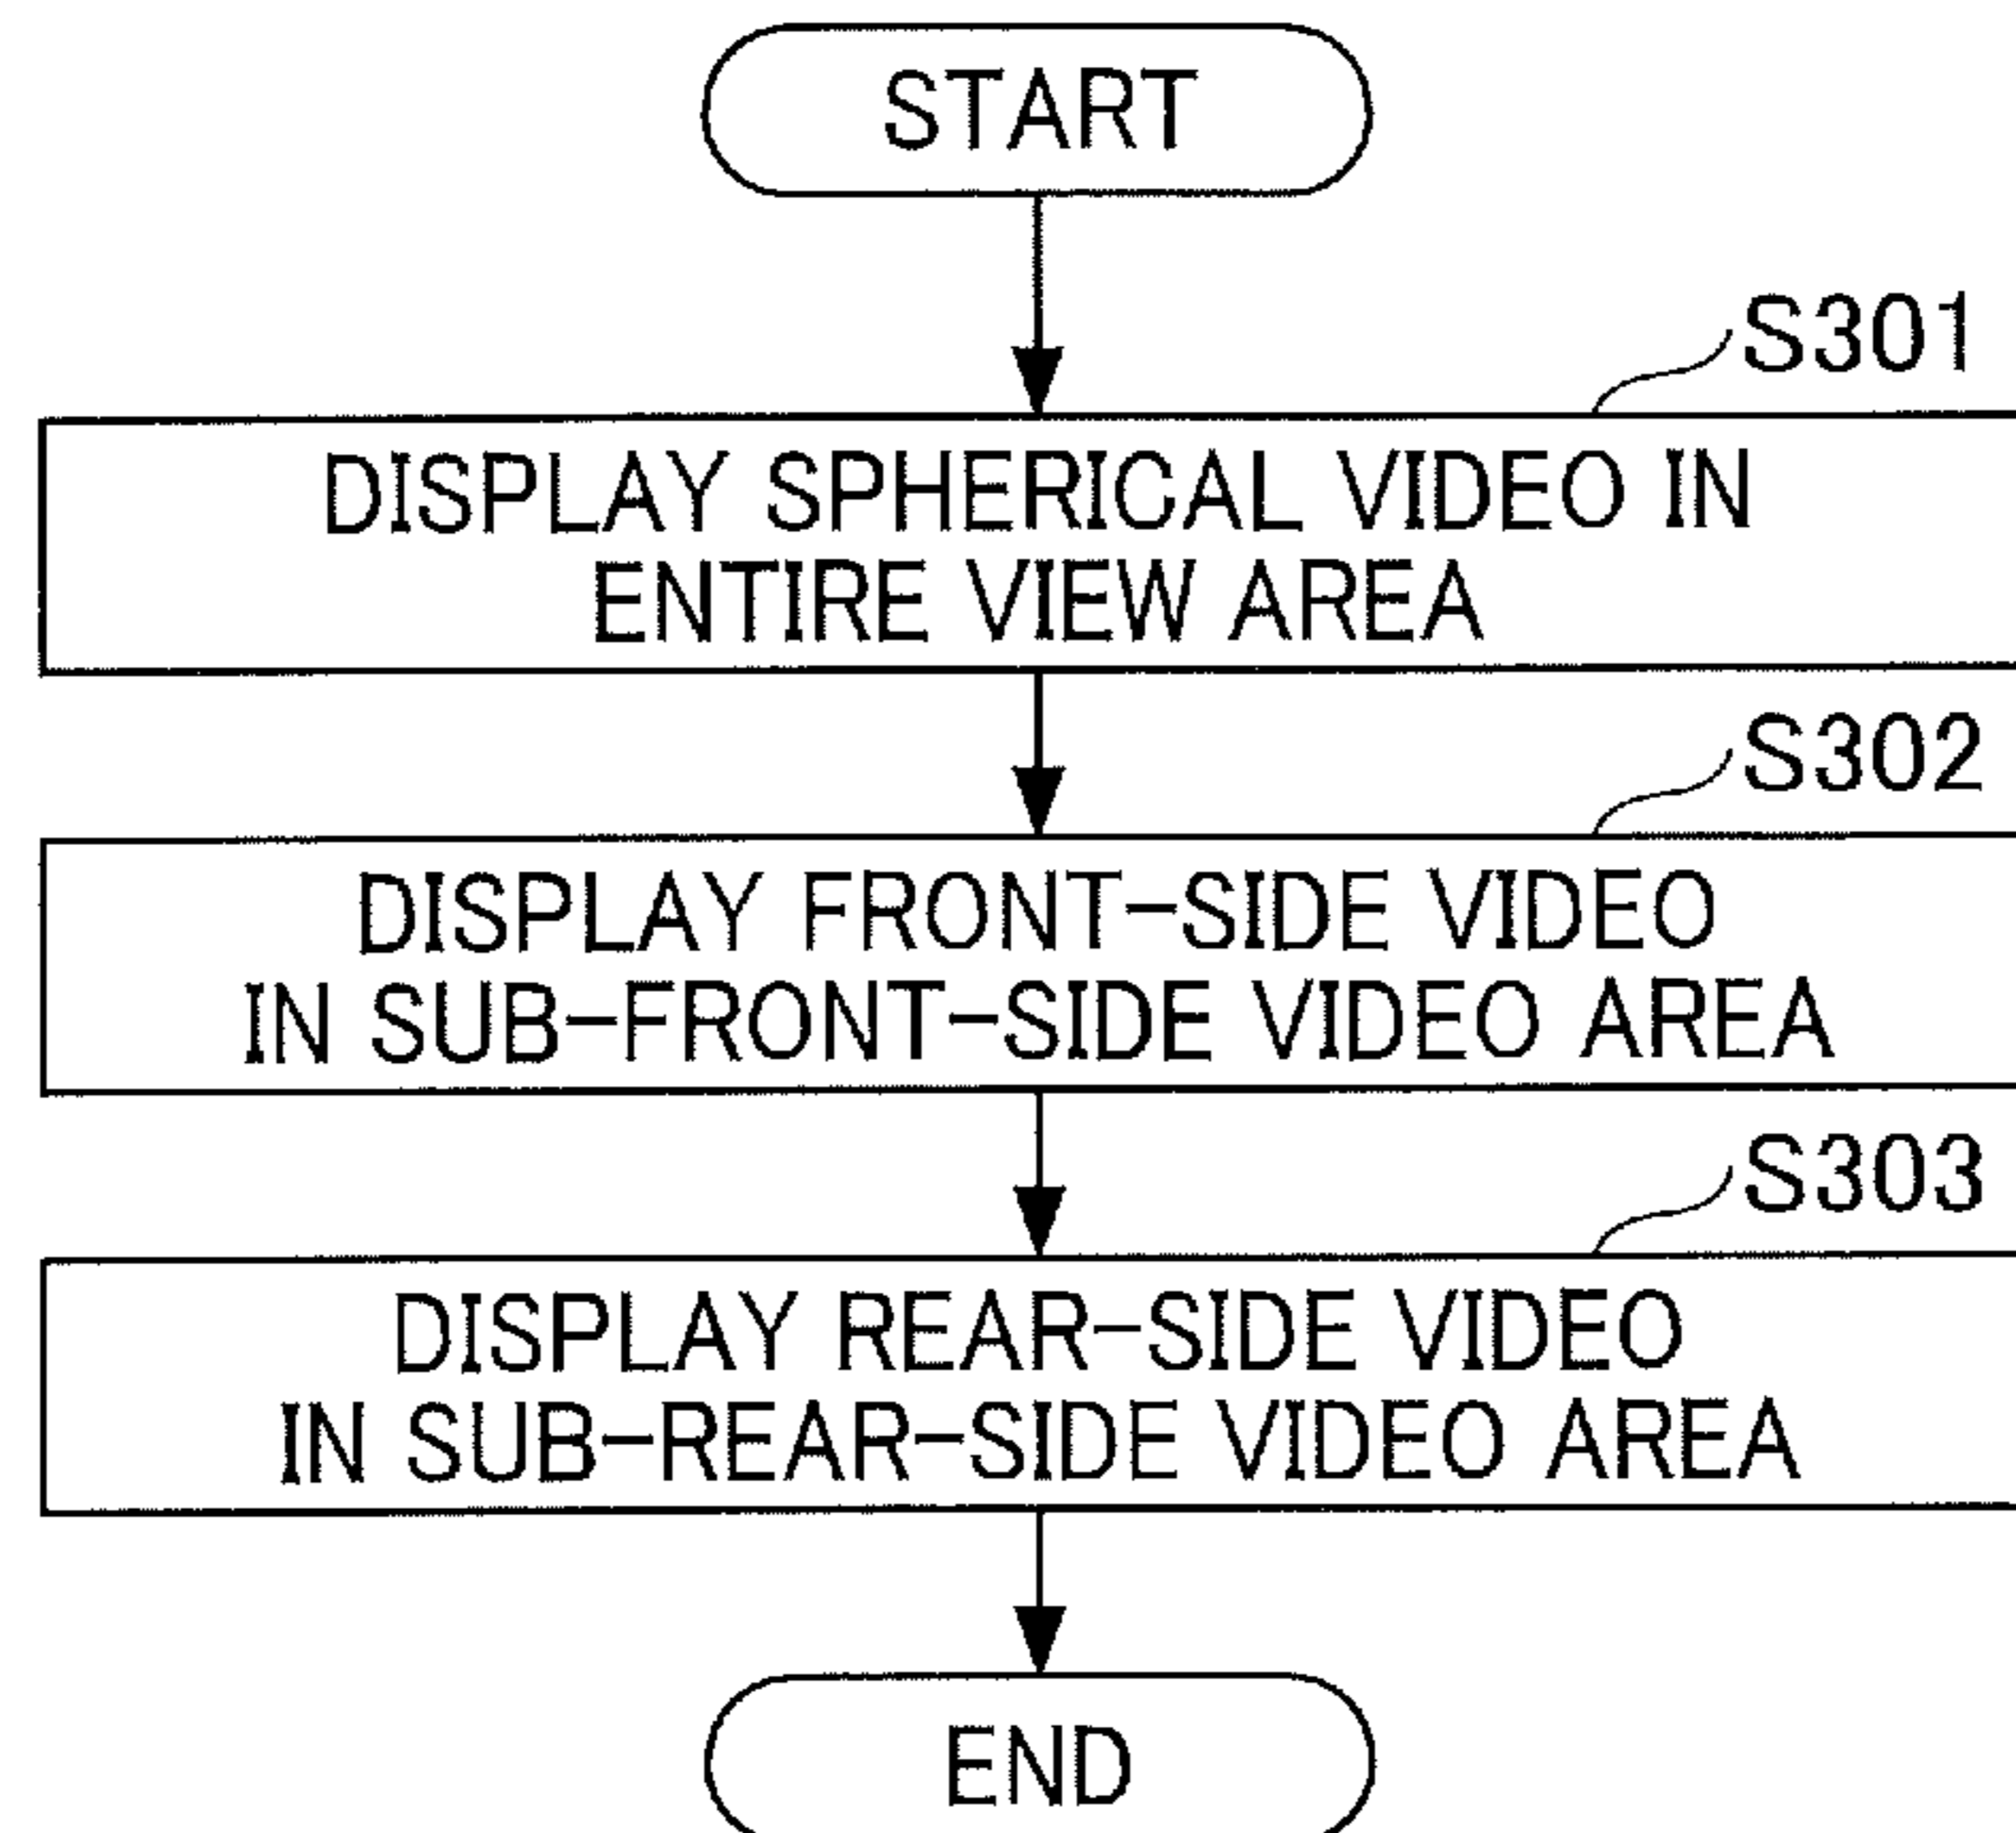 START
S301
DISPLAY SPHERICAL VIDEO IN
ENTIRE VIEW AREA
S302
DISPLAY FRONT-SIDE VIDEO
IN SUB-FRONT-SIDE VIDEO AREA
S303
DISPLAY REAR-SIDE VIDEO
IN SUB-REAR-SIDE VIDEO AREA
END